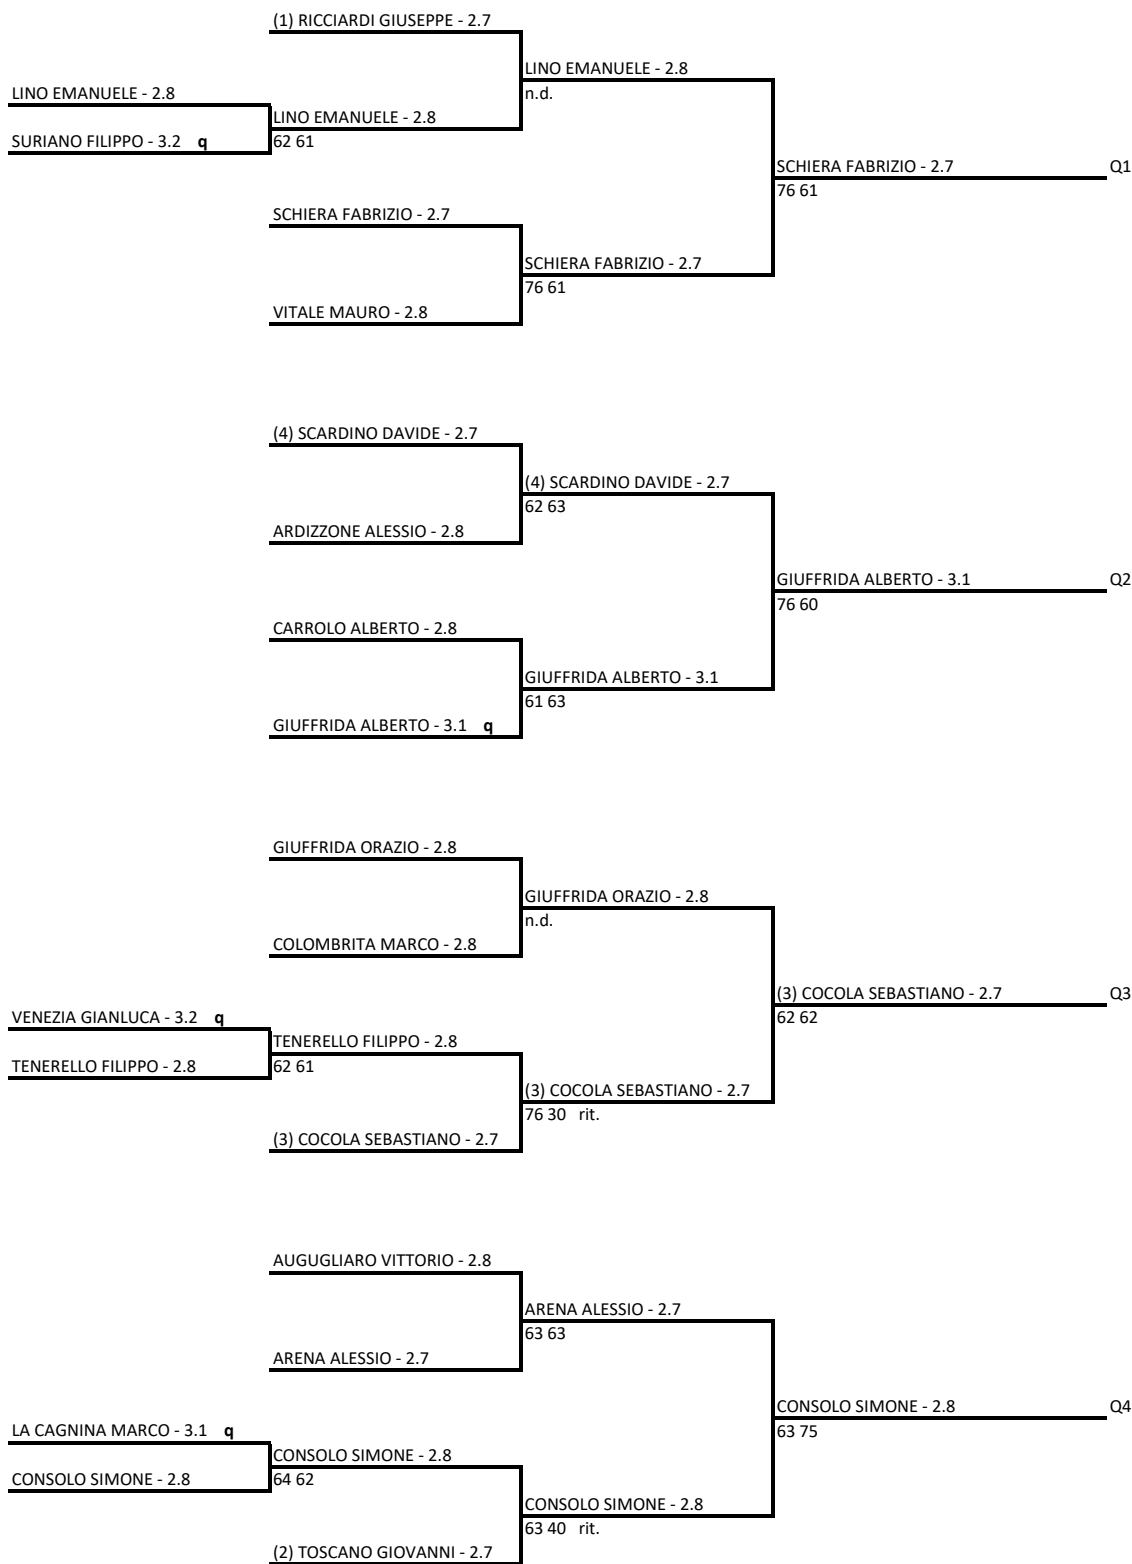 (1) RICCIARDI GIUSEPPE - 2.7
LINO EMANUELE - 2.8
n.d.
LINO EMANUELE - 2.8
LINO EMANUELE - 2.8
SURIANO FILIPPO - 3.2 q
62 61
SCHIERA FABRIZIO - 2.7 Q1
76 61
SCHIERA FABRIZIO - 2.7
SCHIERA FABRIZIO - 2.7
76 61
VITALE MAURO - 2.8
(4) SCARDINO DAVIDE - 2.7
(4) SCARDINO DAVIDE - 2.7
62 63
ARDIZZONE ALESSIO - 2.8
GIUFFRIDA ALBERTO - 3.1 Q2
76 60
CARROLO ALBERTO - 2.8
GIUFFRIDA ALBERTO - 3.1
61 63
GIUFFRIDA ALBERTO - 3.1 q
GIUFFRIDA ORAZIO - 2.8
GIUFFRIDA ORAZIO - 2.8
n.d.
COLOMBRITA MARCO - 2.8
(3) COCOLA SEBASTIANO - 2.7 Q3
62 62
VENEZIA GIANLUCA - 3.2 q
TENERELLO FILIPPO - 2.8
TENERELLO FILIPPO - 2.8
62 61
(3) COCOLA SEBASTIANO - 2.7
76 30 rit.
(3) COCOLA SEBASTIANO - 2.7
AUGUGLIARO VITTORIO - 2.8
ARENA ALESSIO - 2.7
63 63
ARENA ALESSIO - 2.7
CONSOLO SIMONE - 2.8 Q4
63 75
LA CAGNINA MARCO - 3.1 q
CONSOLO SIMONE - 2.8
CONSOLO SIMONE - 2.8
64 62
CONSOLO SIMONE - 2.8
63 40 rit.
(2) TOSCANO GIOVANNI - 2.7